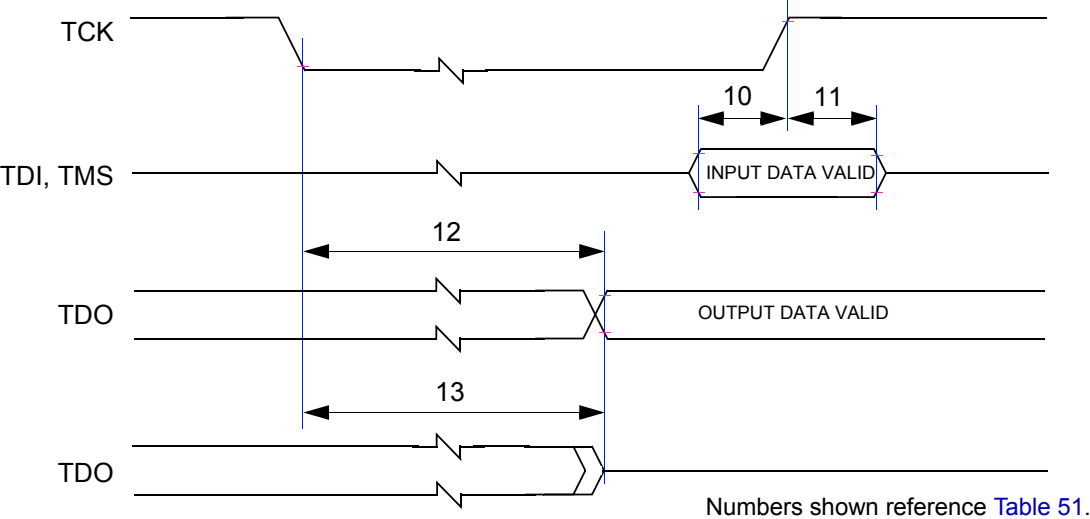 TCK
10
11
TDI, TMS
INPUT DATA VALID
12
TDO
OUTPUT DATA VALID
13
TDO
Numbers shown reference Table 51.